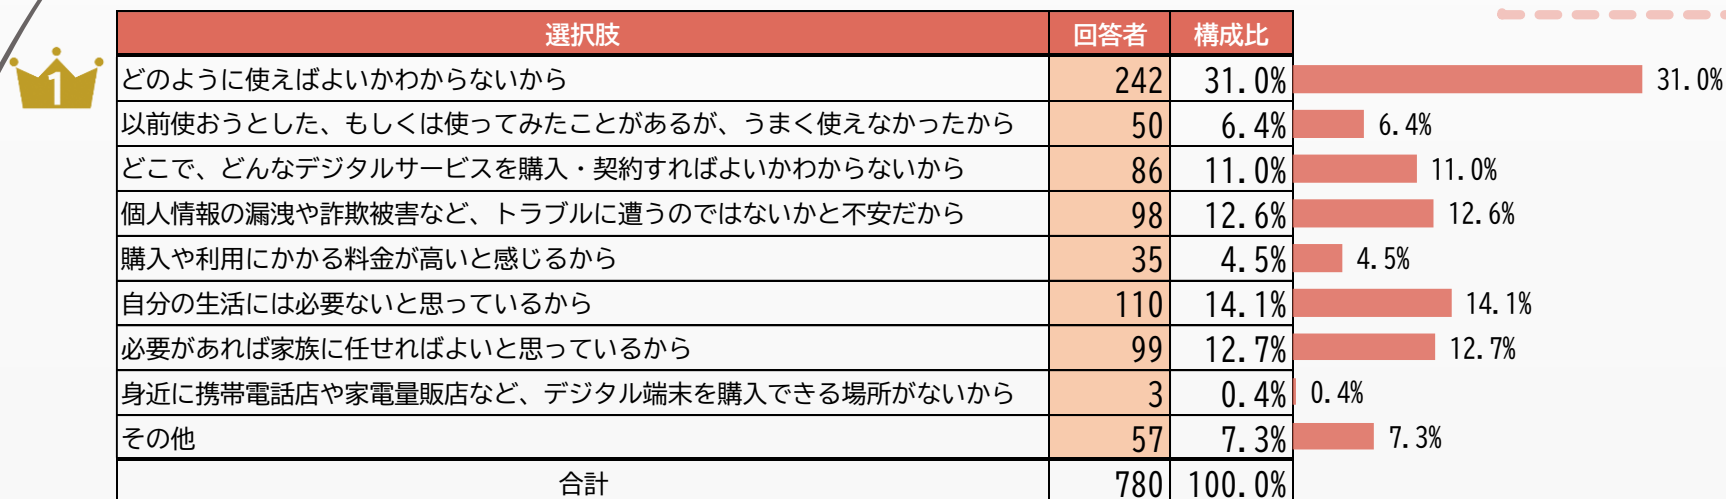 選択肢 回答者 構成比
1 どのように使えばよいかわからないから 242 31.0% 31.0%
以前使おうとした、もしくは使ってみたことがあるが、うまく使えなかったから 50 6.4% 6.4%
どこで、どんなデジタルサービスを購入・契約すればよいかわからないから 86 11.0% 11.0%
個人情報の漏洩や詐欺被害など、トラブルに遭うのではないかと不安だから 98 12.6% 12.6%
購入や利用にかかる料金が高いと感じるから 35 4.5% 4.5%
自分の生活には必要ないと思っているから 110 14.1% 14.1%
必要があれば家族に任せればよいと思っているから 99 12.7% 12.7%
身近に携帯電話店や家電量販店など、デジタル端末を購入できる場所がないから 3 0.4% 0.4%
その他 57 7.3% 7.3%
合計 780 100.0%